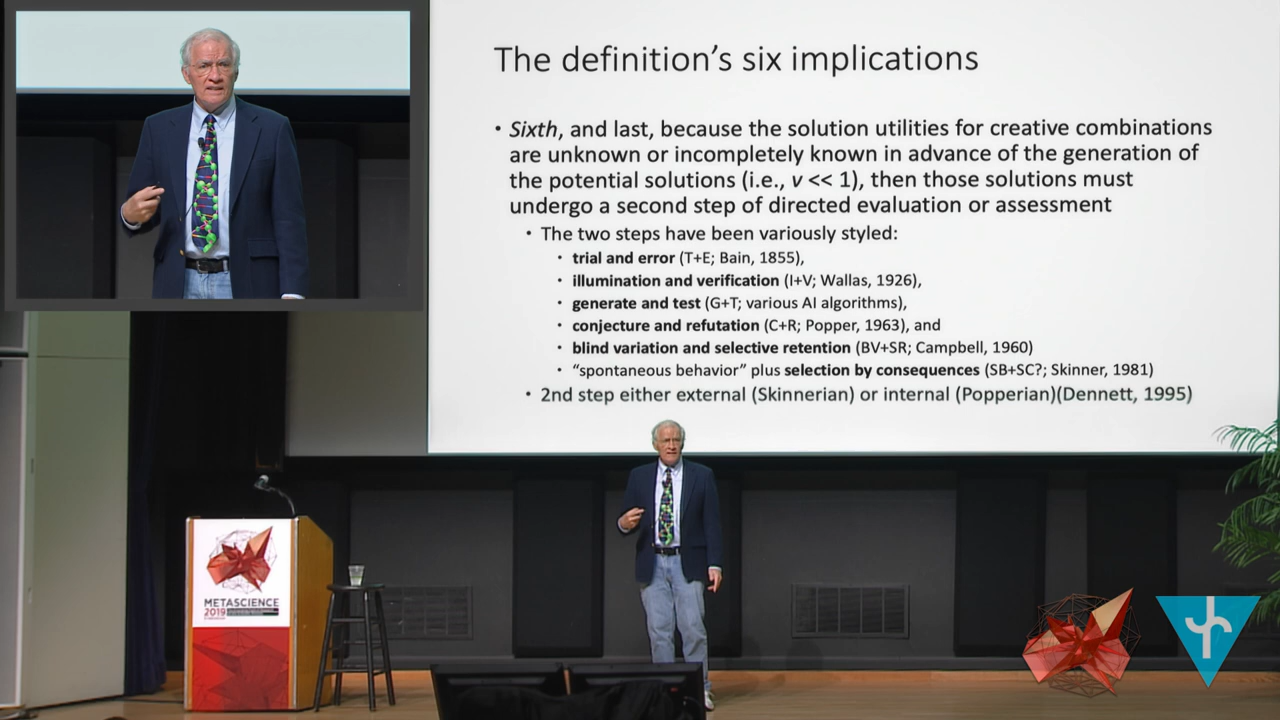 The definition's six implications
• Sixth, and last, because the solution utilities for creative combinations
are unknown or incompletely known in advance of the generation of
the potential solutions (i.e., v << 1), then those solutions must
undergo a second step of directed evaluation or assessment
• The two steps have been variously styled:
• trial and error (T+E; Bain, 1855),
• illumination and verification (I+V; Wallas, 1926),
• generate and test (G+T; various AI algorithms),
• conjecture and refutation (C+R; Popper, 1963), and
• blind variation and selective retention (BV+SR; Campbell, 1960)
• “spontaneous behavior” plus selection by consequences (SB+SC?; Skinner, 1981)
• 2nd step either external (Skinnerian) or internal (Popperian)(Dennett, 1995)
METASCIENCE
2019